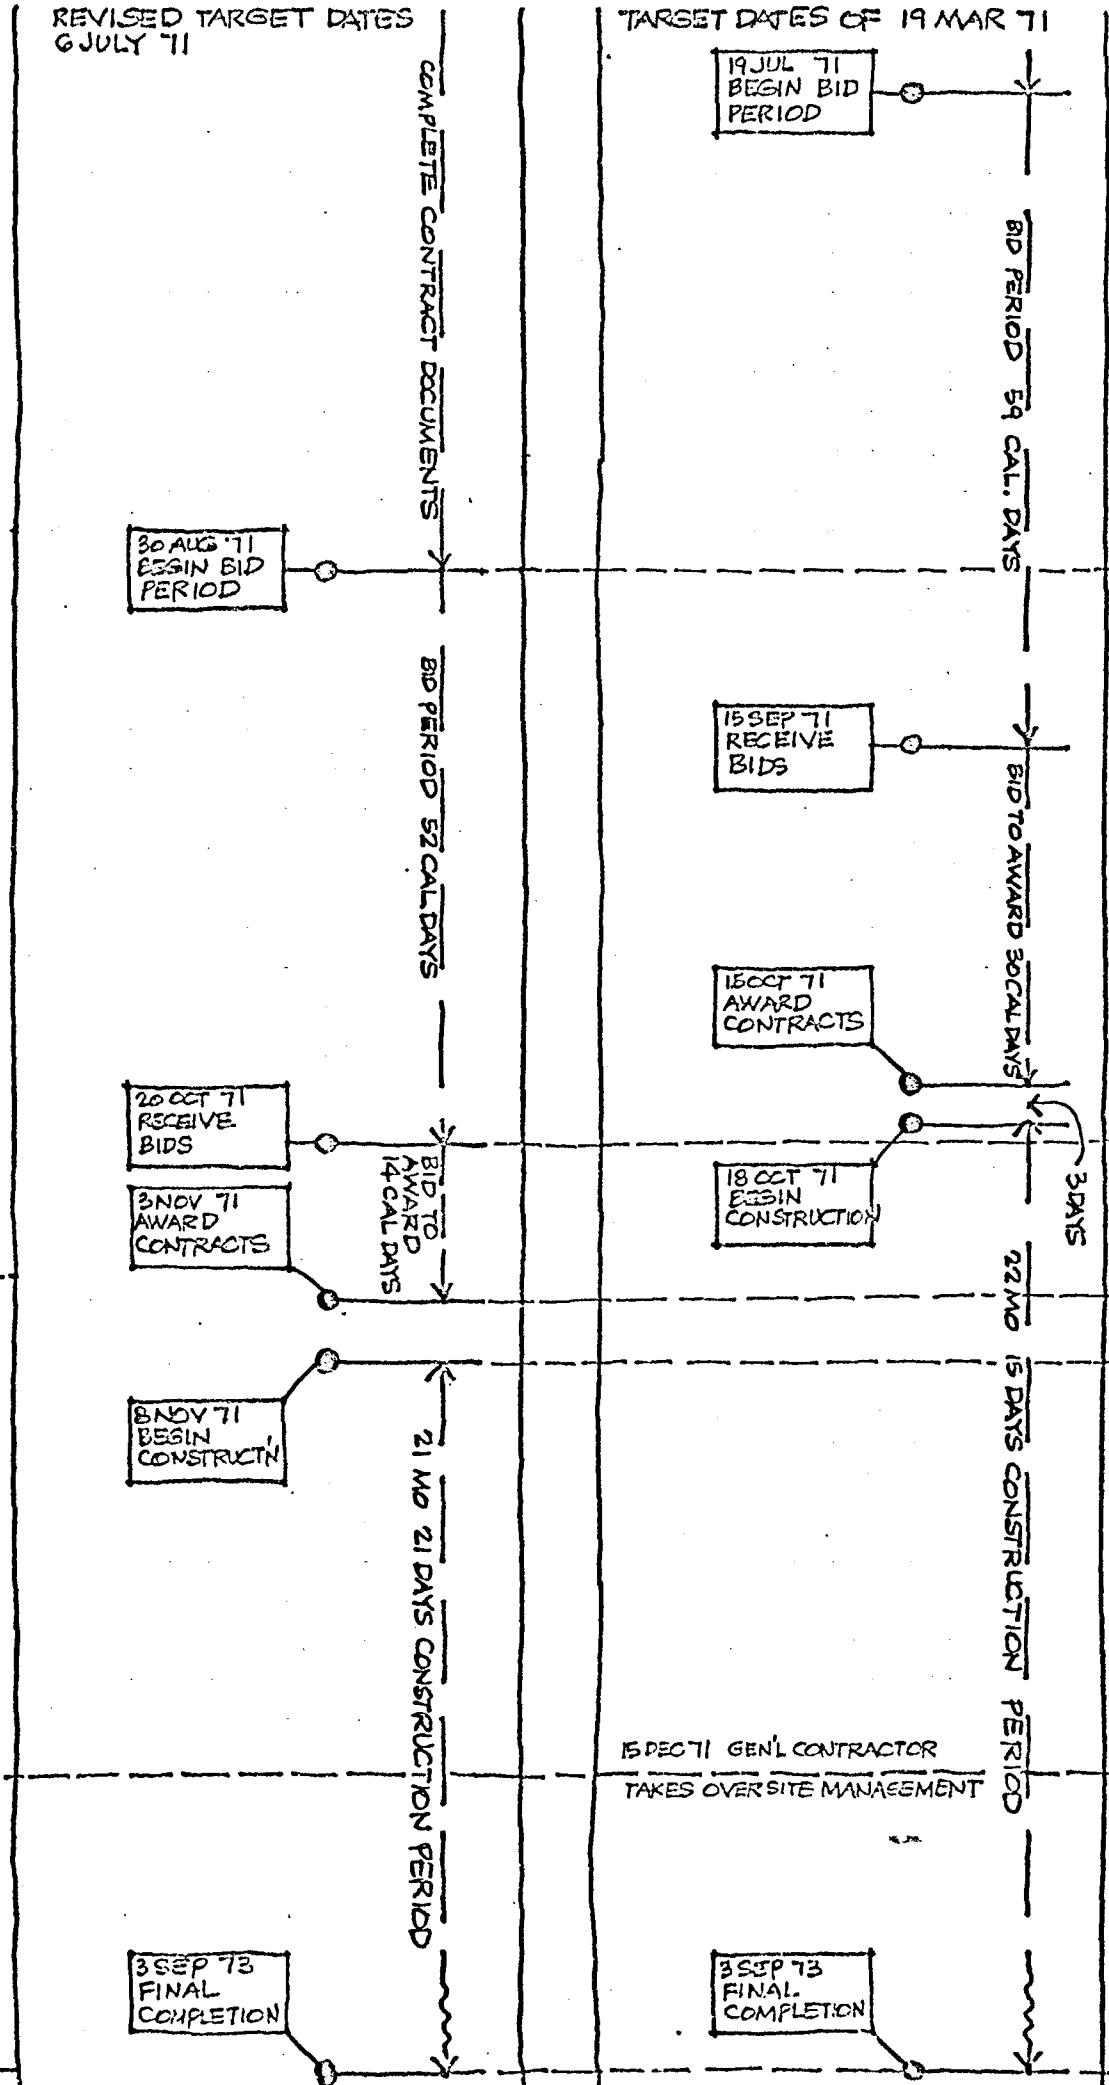 REVISED TARGET DATES
6 JULY 71
COMPLETE CONTRACT DOCUMENTS
30 AUG '71
BEGIN BID
PERIOD
BID PERIOD 52 CAL. DAYS
20 OCT 71
RECEIVE
BIDS
BID TO
AWARD
14 CAL DAYS
3 NOV 71
AWARD
CONTRACTS
8 NOV 71
BEGIN
CONSTRUCT'N
21 MO 21 DAYS CONSTRUCTION PERIOD
3 SEP 73
FINAL
COMPLETION
TARGET DATES OF 19 MAR 71
19 JUL 71
BEGIN BID
PERIOD
BID PERIOD 59 CAL. DAYS
15 SEP 71
RECEIVE
BIDS
BID TO AWARD 30 CAL DAYS
15 OCT 71
AWARD
CONTRACTS
3 DAYS
18 OCT 71
BEGIN
CONSTRUCTION
22 MO 15 DAYS CONSTRUCTION PERIOD
15 DEC 71 GEN'L CONTRACTOR
TAKES OVER SITE MANAGEMENT
3 SEP 73
FINAL.
COMPLETION